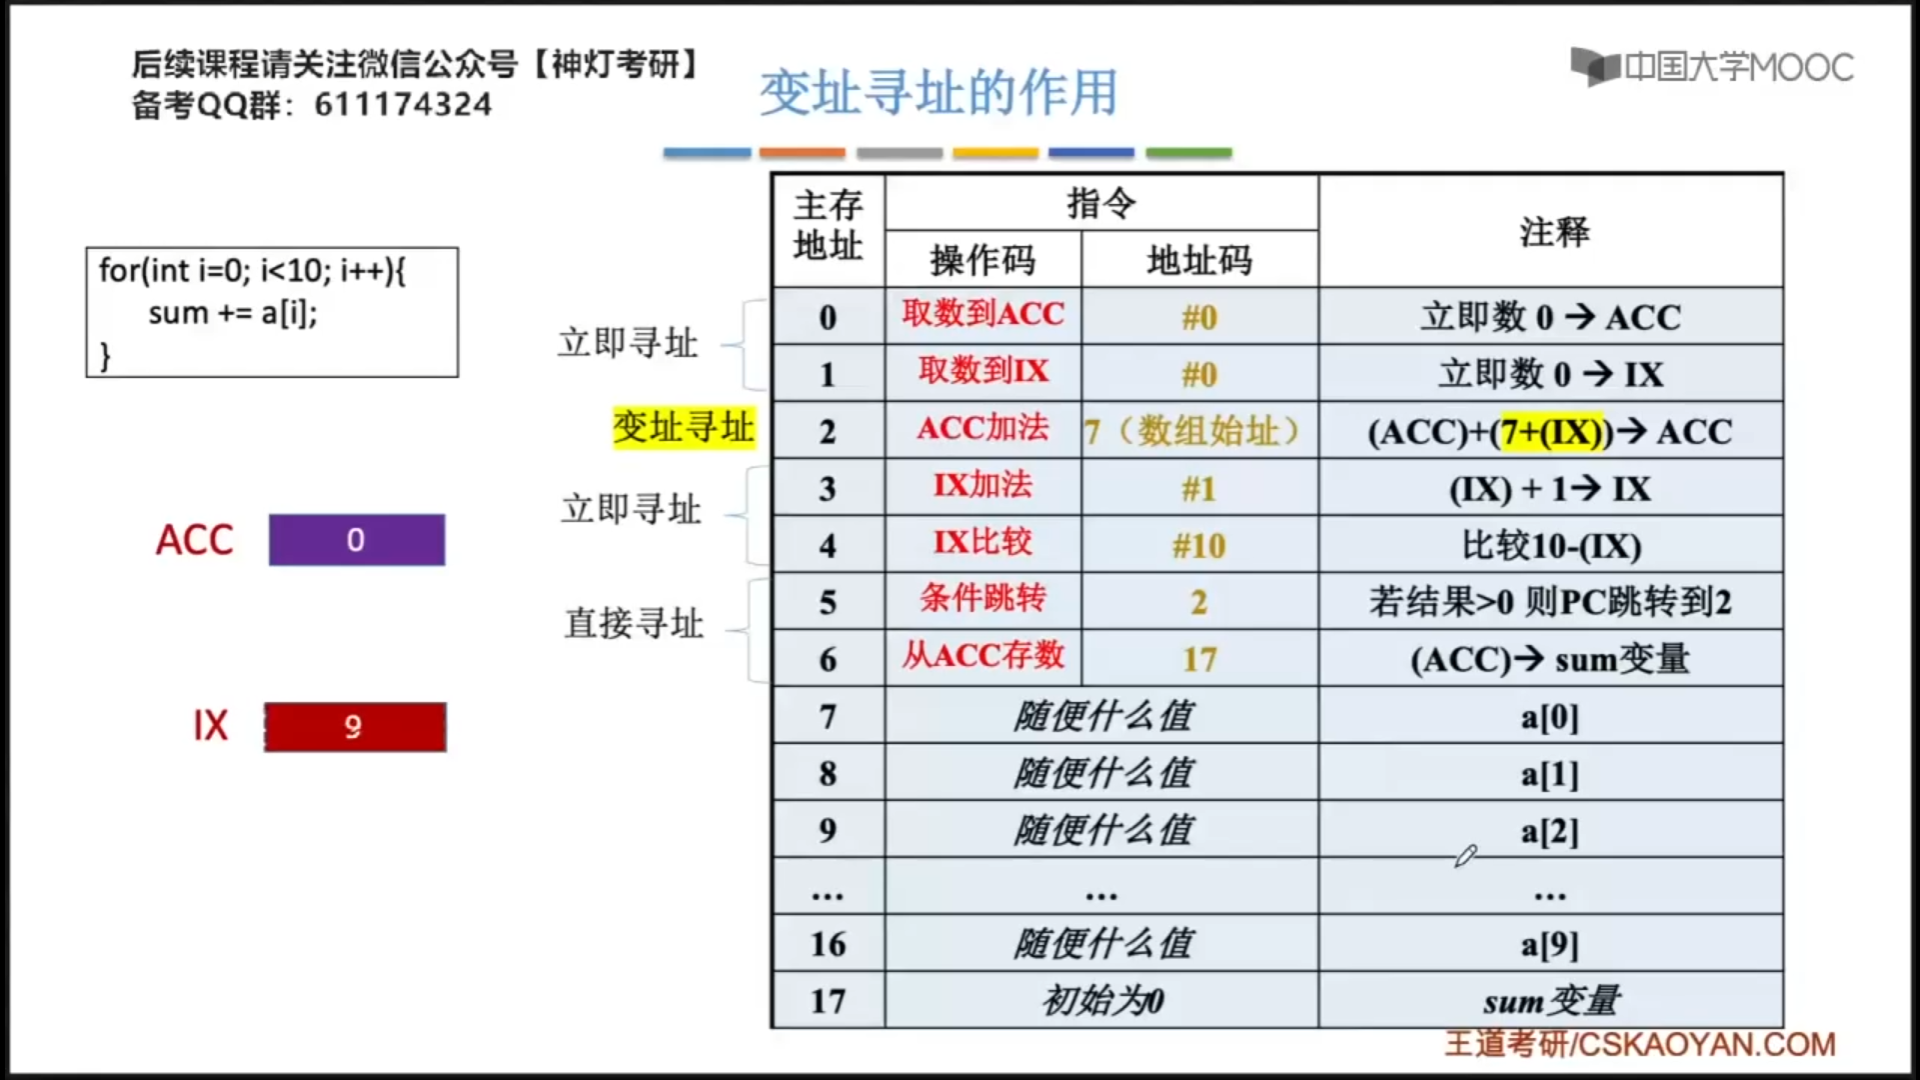 后续课程请关注微信公众号【神灯考研】
备考QQ群：611174324
变址寻址的作用
中国大学MOOC
for(int i=0; i<10; i++){
sum += a[i];
}
立即寻址
变址寻址
立即寻址
直接寻址
ACC 0
IX 9
主存地址 指令 注释
操作码 地址码
0 取数到ACC #0 立即数 0 → ACC
1 取数到IX #0 立即数 0 → IX
2 ACC加法 7（数组始址） (ACC)+(7+(IX))→ ACC
3 IX加法 #1 (IX) + 1→ IX
4 IX比较 #10 比较10-(IX)
5 条件跳转 2 若结果>0 则PC跳转到2
6 从ACC存数 17 (ACC)→ sum变量
7 随便什么值 a[0]
8 随便什么值 a[1]
9 随便什么值 a[2]
... ... ...
16 随便什么值 a[9]
17 初始为0 sum变量
王道考研/CSKAOYAN.COM